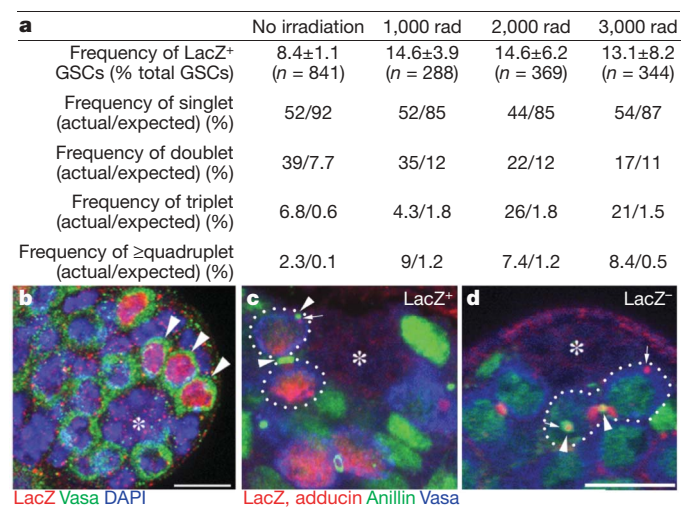 a
No irradiation 1,000 rad 2,000 rad 3,000 rad
Frequency of LacZ⁺ 8.4±1.1 14.6±3.9 14.6±6.2 13.1±8.2
GSCs (% total GSCs) (n = 841) (n = 288) (n = 369) (n = 344)
Frequency of singlet
(actual/expected) (%) 52/92 52/85 44/85 54/87
Frequency of doublet
(actual/expected) (%) 39/7.7 35/12 22/12 17/11
Frequency of triplet
(actual/expected) (%) 6.8/0.6 4.3/1.8 26/1.8 21/1.5
Frequency of ≥quadruplet
(actual/expected) (%) 2.3/0.1 9/1.2 7.4/1.2 8.4/0.5
b c LacZ⁺ d LacZ⁻
*
*
*
LacZ Vasa DAPI LacZ, adducin Anillin Vasa